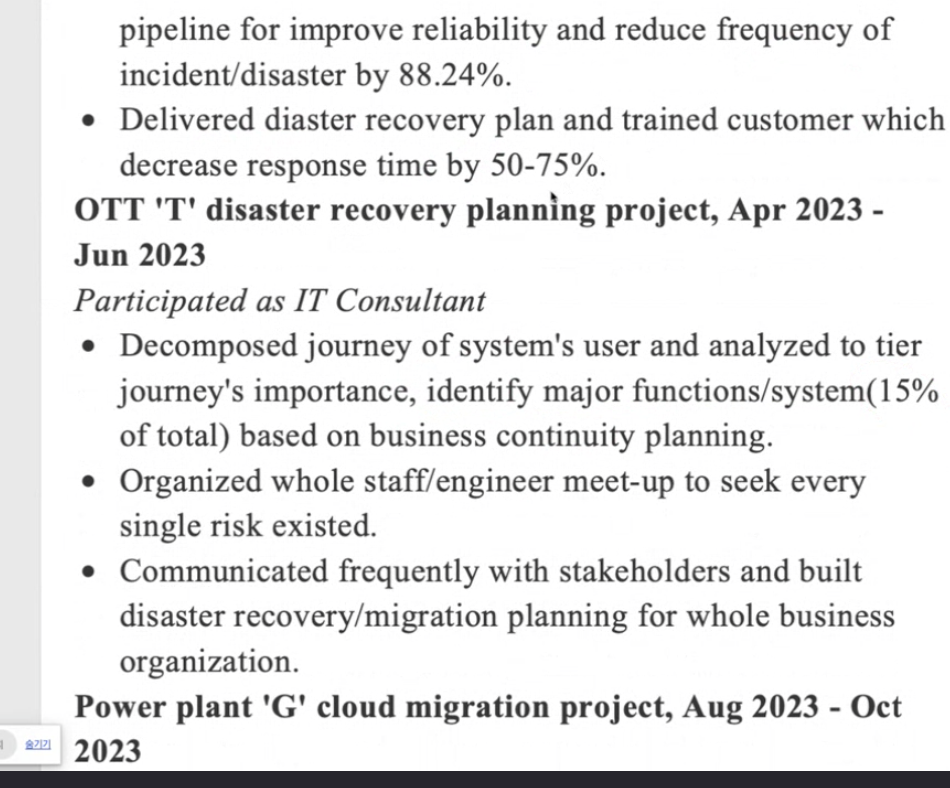 pipeline for improve reliability and reduce frequency of
incident/disaster by 88.24%.
• Delivered diaster recovery plan and trained customer which
decrease response time by 50-75%.
OTT 'T' disaster recovery planning project, Apr 2023 -
Jun 2023
Participated as IT Consultant
• Decomposed journey of system's user and analyzed to tier
journey's importance, identify major functions/system(15%
of total) based on business continuity planning.
• Organized whole staff/engineer meet-up to seek every
single risk existed.
• Communicated frequently with stakeholders and built
disaster recovery/migration planning for whole business
organization.
Power plant 'G' cloud migration project, Aug 2023 - Oct
숨기기
2023